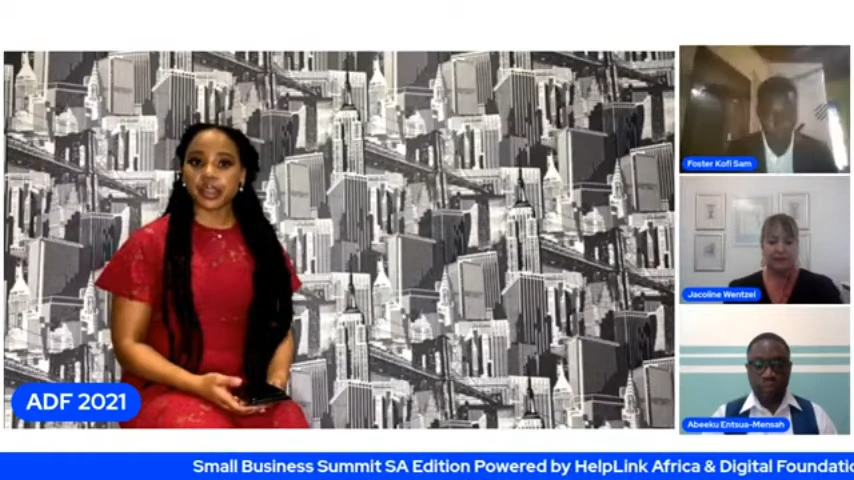 Foster Kofi Sam
Jacoline Wentzel
ADF 2021
Abeeku Entsua-Mensah
Small Business Summit SA Edition Powered by HelpLink Africa & Digital Foundatio